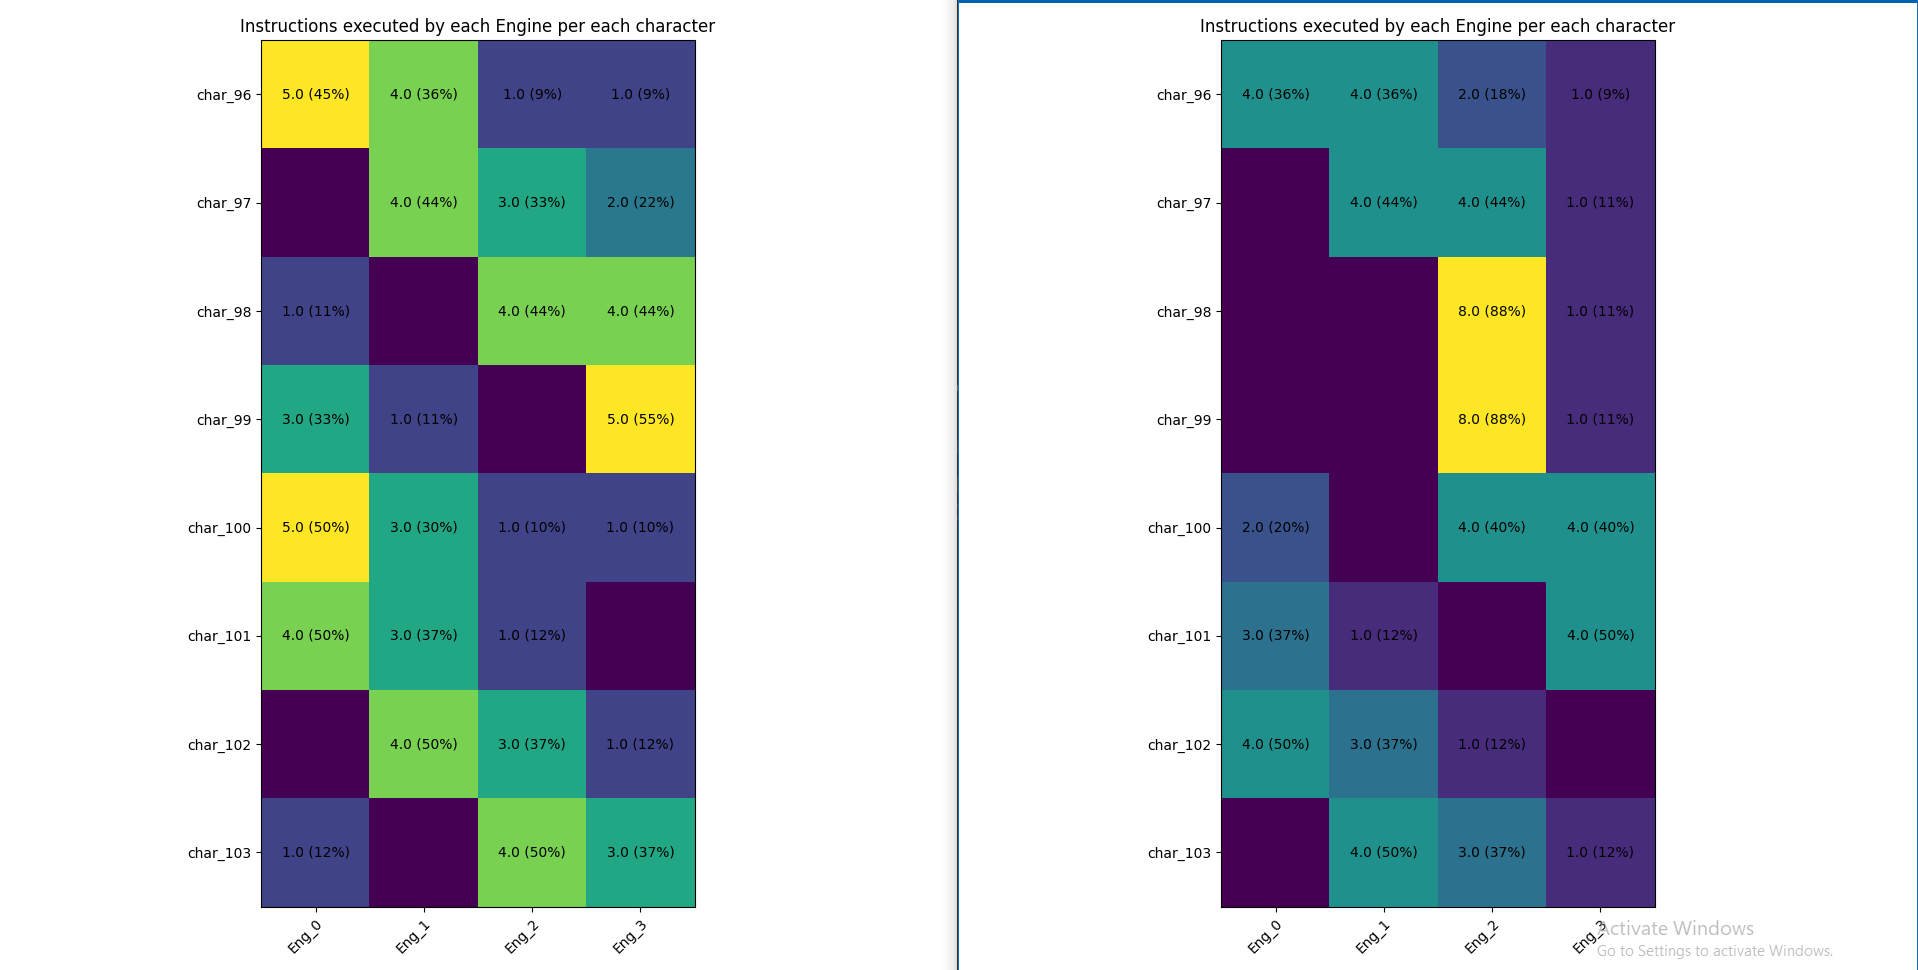 Instructions executed by each Engine per each character
char_96 5.0 (45%) 4.0 (36%) 1.0 (9%) 1.0 (9%)
char_97 4.0 (44%) 3.0 (33%) 2.0 (22%)
char_98 1.0 (11%) 4.0 (44%) 4.0 (44%)
char_99 3.0 (33%) 1.0 (11%) 5.0 (55%)
char_100 5.0 (50%) 3.0 (30%) 1.0 (10%) 1.0 (10%)
char_101 4.0 (50%) 3.0 (37%) 1.0 (12%)
char_102 4.0 (50%) 3.0 (37%) 1.0 (12%)
char_103 1.0 (12%) 4.0 (50%) 3.0 (37%)
Eng_0 Eng_1 Eng_2 Eng_3
Instructions executed by each Engine per each character
char_96 4.0 (36%) 4.0 (36%) 2.0 (18%) 1.0 (9%)
char_97 4.0 (44%) 4.0 (44%) 1.0 (11%)
char_98 8.0 (88%) 1.0 (11%)
char_99 8.0 (88%) 1.0 (11%)
char_100 2.0 (20%) 4.0 (40%) 4.0 (40%)
char_101 3.0 (37%) 1.0 (12%) 4.0 (50%)
char_102 4.0 (50%) 3.0 (37%) 1.0 (12%)
char_103 4.0 (50%) 3.0 (37%) 1.0 (12%)
Eng_0 Eng_1 Eng_2 Eng_3
Activate Windows
Go to Settings to activate Windows.